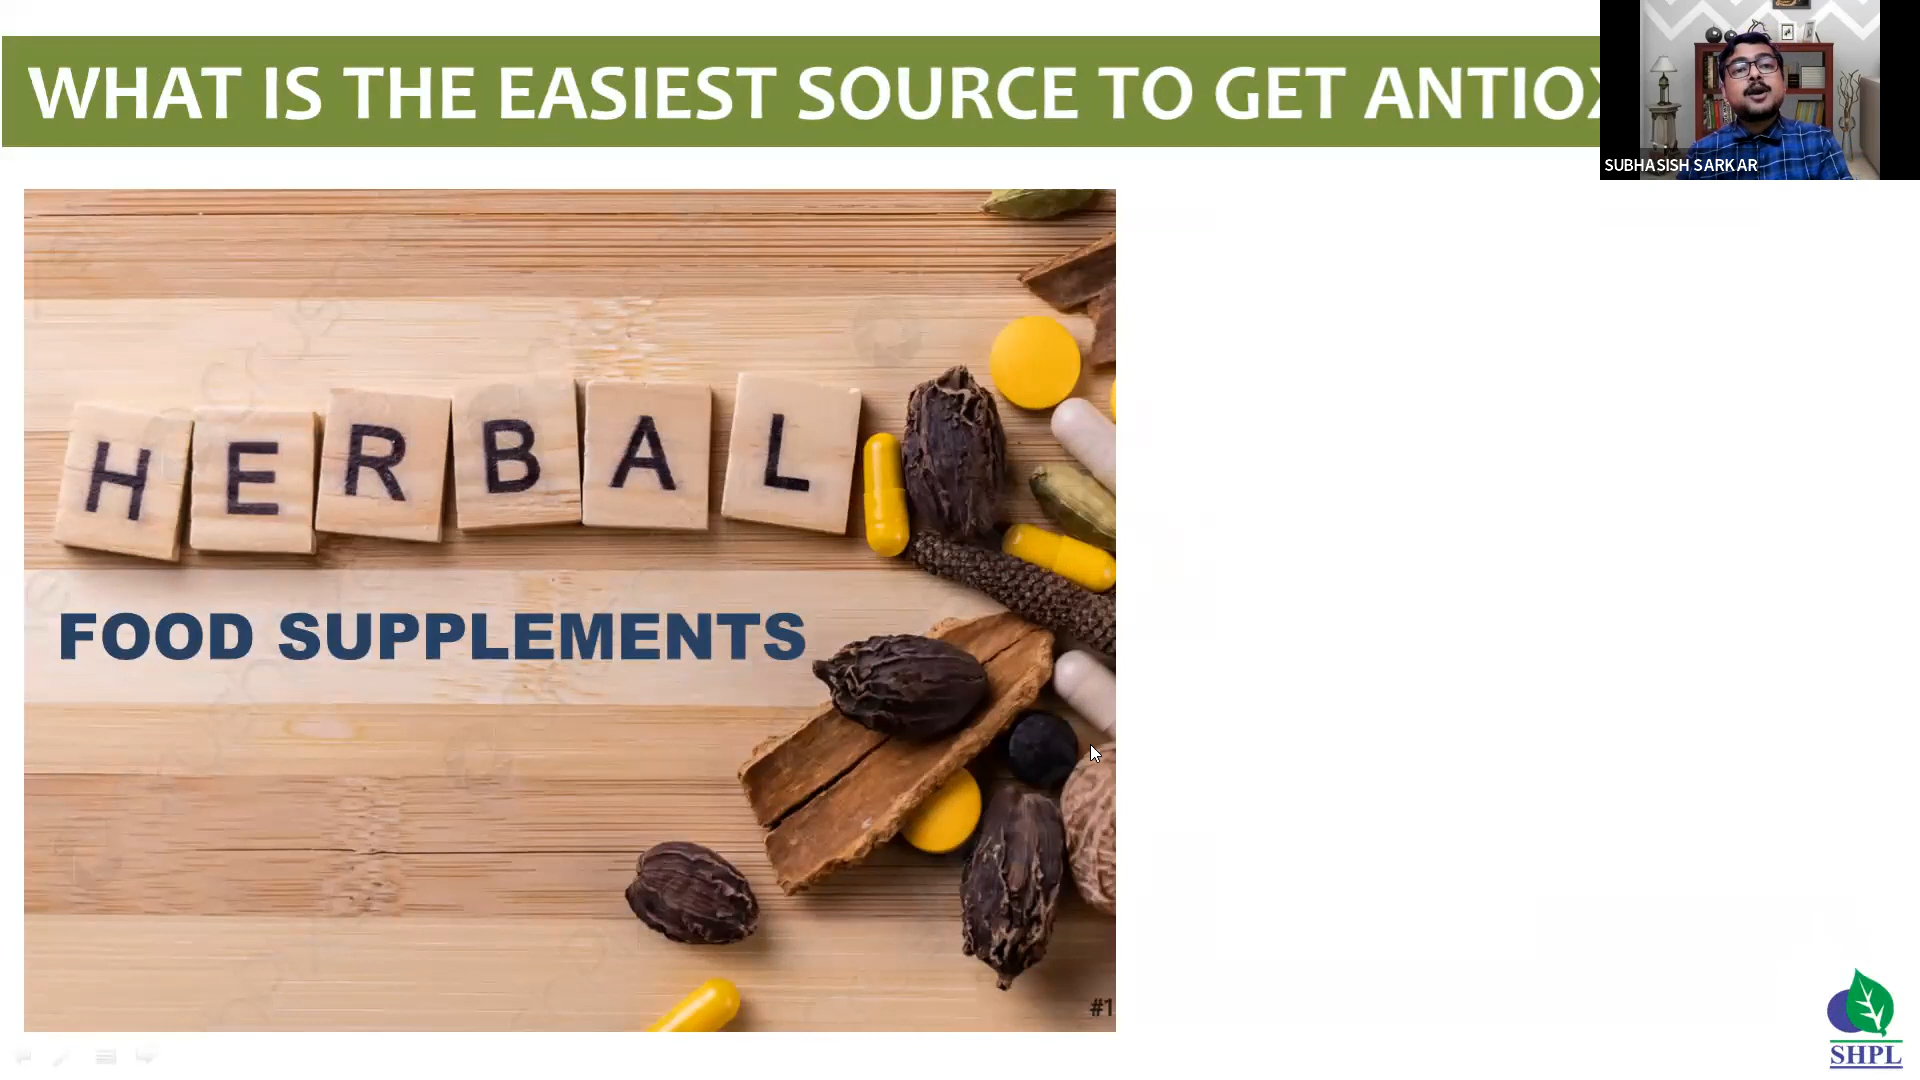 WHAT IS THE EASIEST SOURCE TO GET ANTIOX
SUBHASISH SARKAR
HERBAL
FOOD SUPPLEMENTS
#1
SHPL